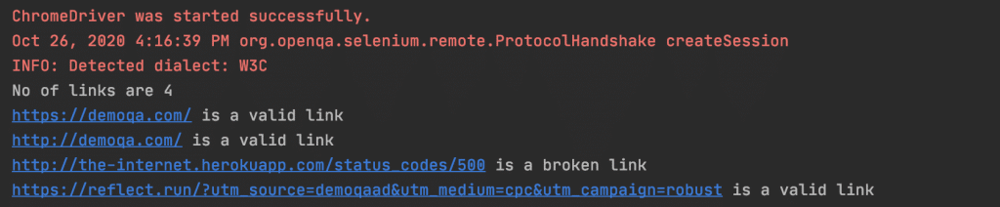 ChromeDriver was started successfully.
Oct 26, 2020 4:16:39 PM org.openqa.selenium.remote.ProtocolHandshake createSession
INFO: Detected dialect: W3C
No of links are 4
https://demoqa.com/ is a valid link
http://demoqa.com/ is a valid link
http://the-internet.herokuapp.com/status_codes/500 is a broken link
https://reflect.run/?utm_source=demoqaad&utm_medium=cpc&utm_campaign=robust is a valid link